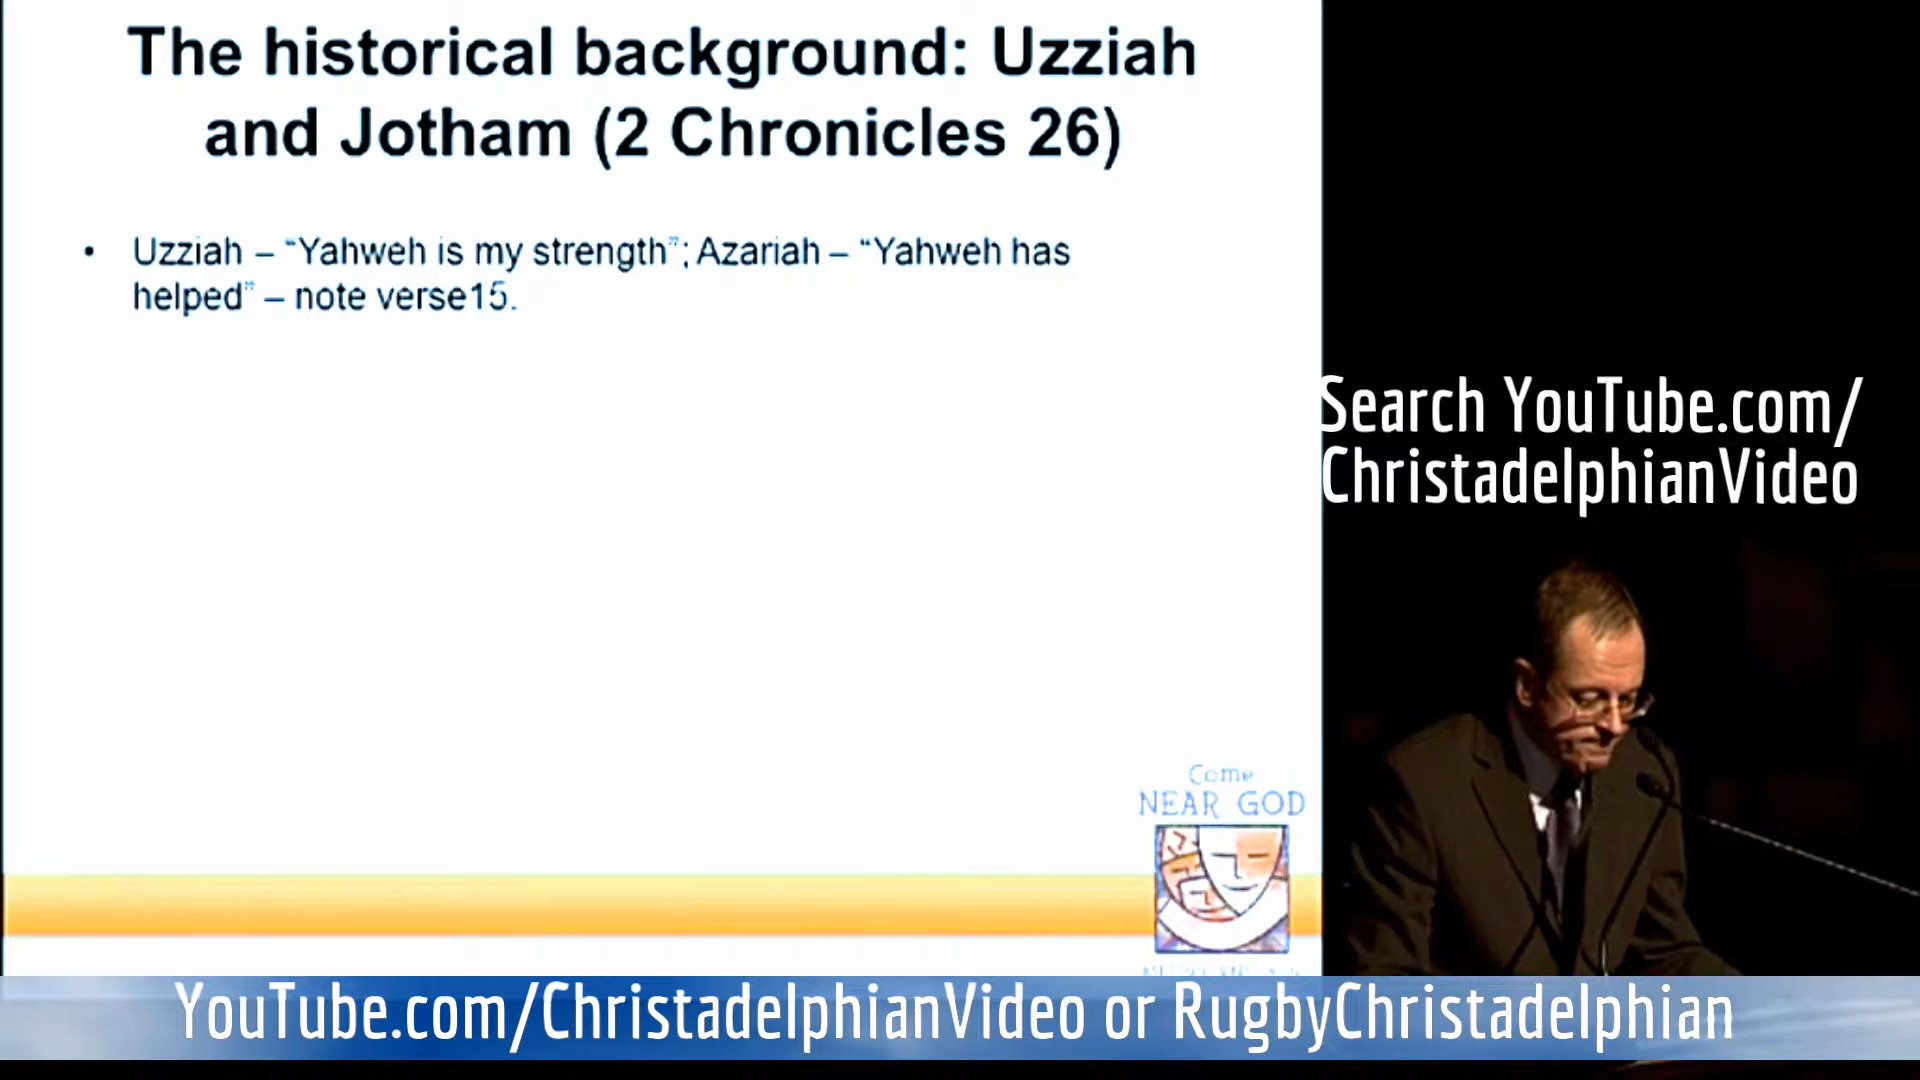 The historical background: Uzziah
and Jotham (2 Chronicles 26)
• Uzziah – “Yahweh is my strength”; Azariah – “Yahweh has
helped” – note verse15.
Search YouTube.com/
ChristadelphianVideo
Come
NEAR GOD
YouTube.com/ChristadelphianVideo or RugbyChristadelphian